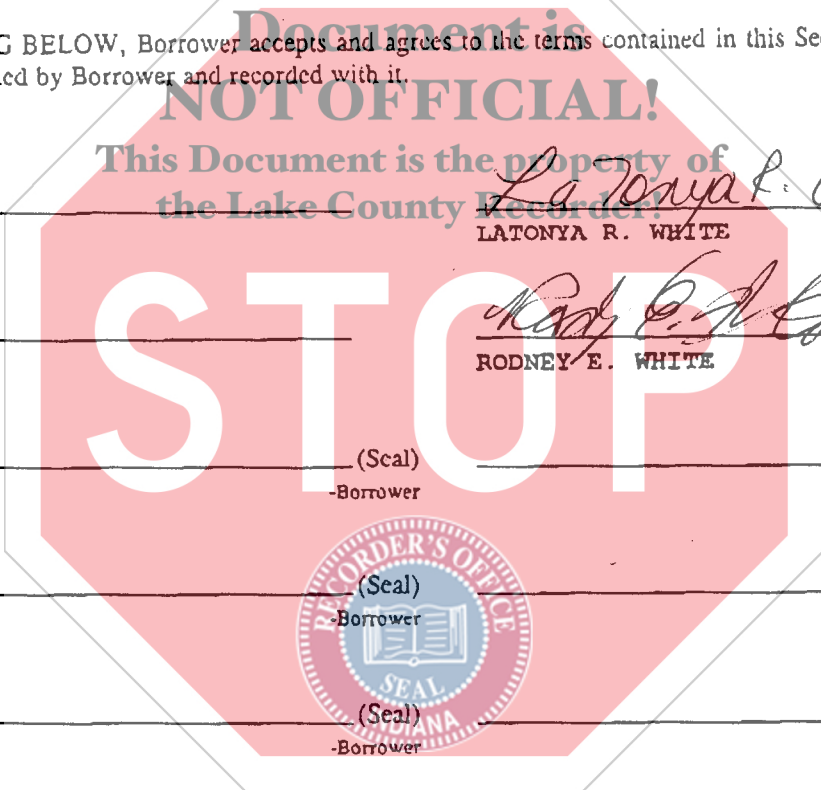 Document is
G BELOW, Borrower accepts and agrees to the terms contained in this Sec
ed by Borrower and recorded with it.
NOT OFFICIAL!
This Document is the property of
the Lake County Recorder!
LaTonya R.
LATONYA R. WHITE
STOP
RODNEY E. WHITE
(Seal)
-Borrower
RECORDER'S OFFICE
(Seal)
-Borrower
SEAL
INDIANA
(Seal)
-Borrower